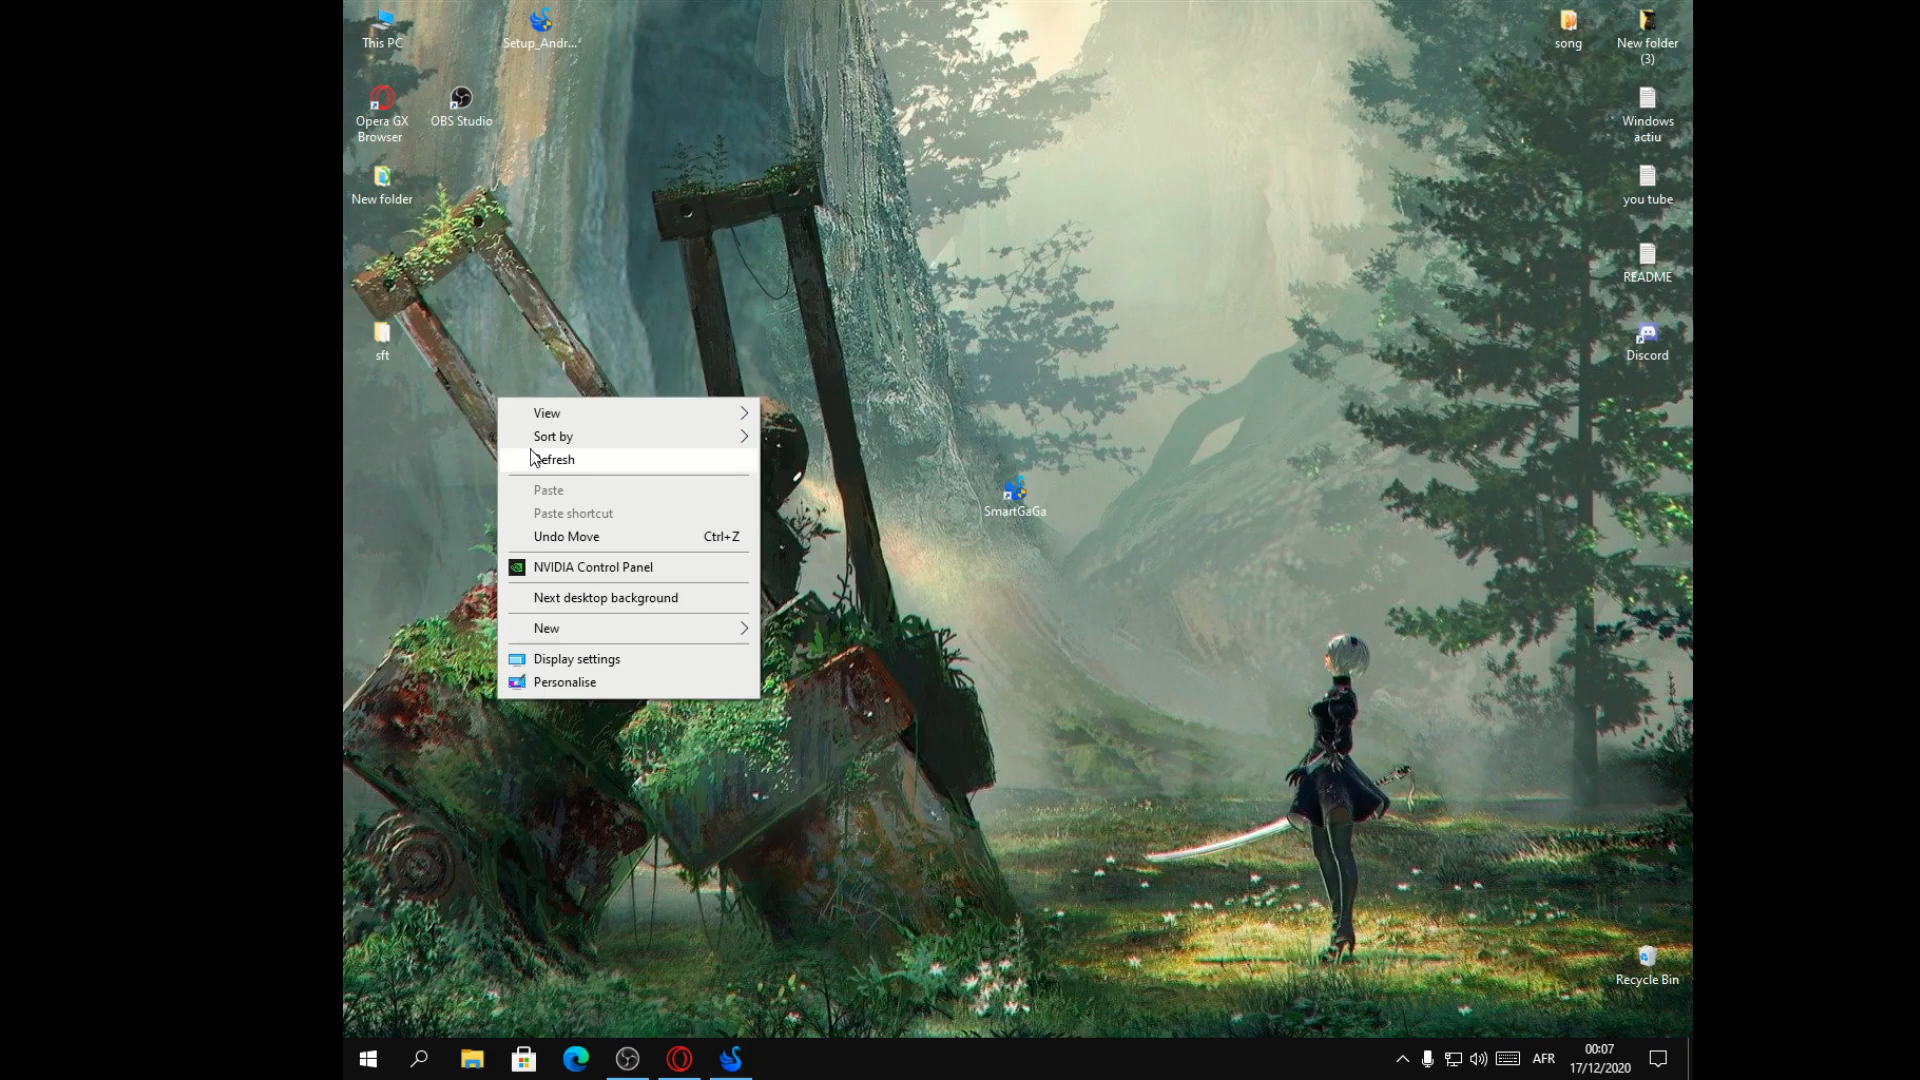 This PC
Setup_Andr...
song
New folder
(3)
Opera GX
Browser
OBS Studio
Windows
actiu
New folder
you tube
README
sft
Discord
View
Sort by
efresh
Paste
Paste shortcut
Undo Move Ctrl+Z
NVIDIA Control Panel
Next desktop background
New
Display settings
Personalise
SmartGaGa
Recycle Bin
AFR
00:07
17/12/2020